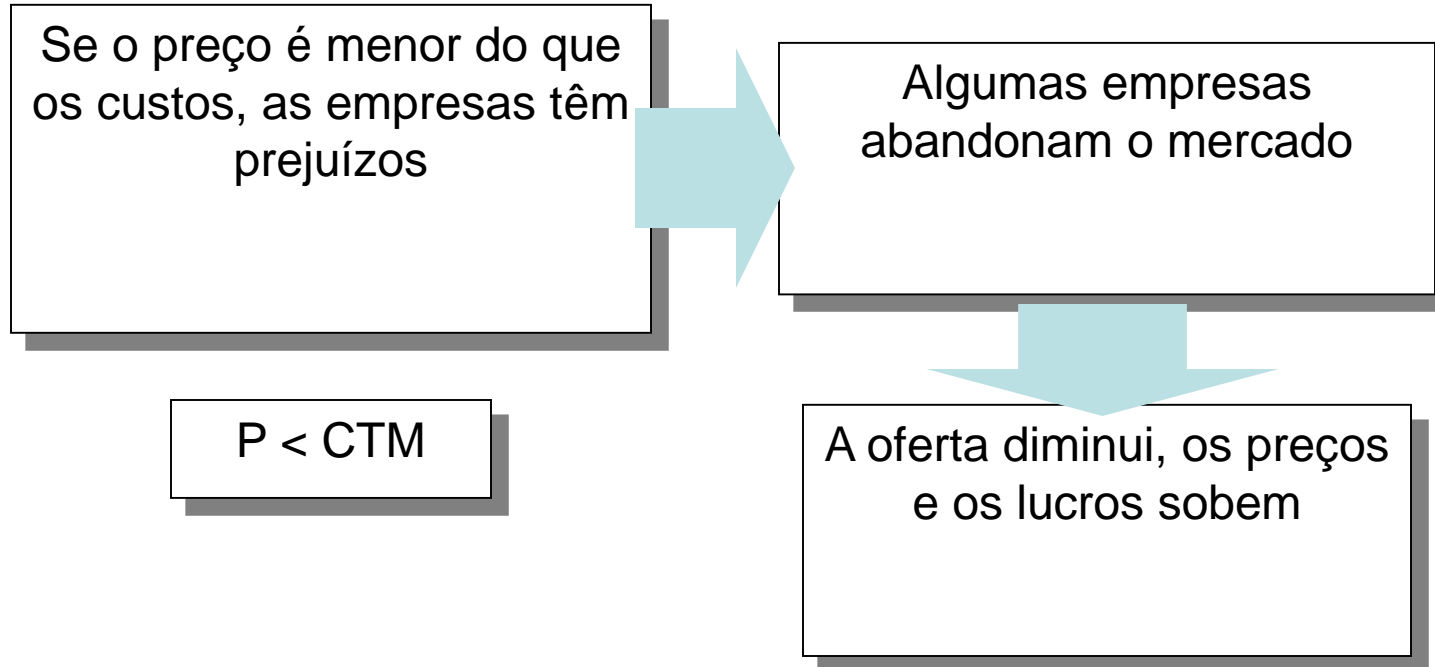 Se o preço é menor do que
os custos, as empresas têm
prejuízos
Algumas empresas
abandonam o mercado
P < CTM
A oferta diminui, os preços
e os lucros sobem